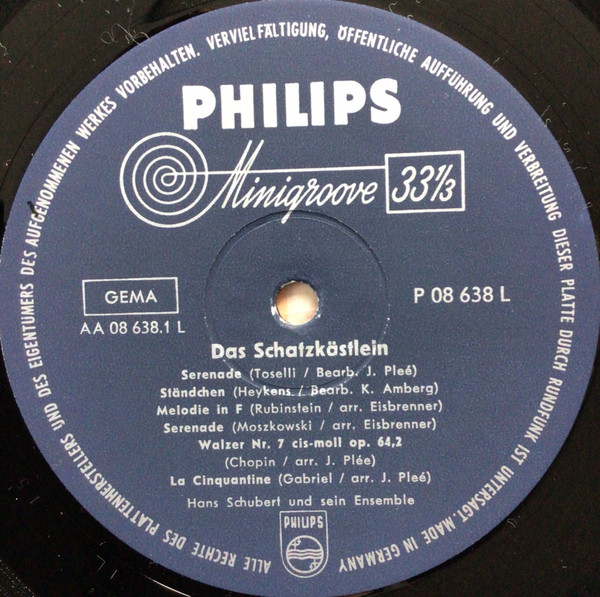 ALLE RECHTE DES PLATTENHERSTELLERS UND DES EIGENTÜMERS DES AUFGENOMMENEN WERKES VORBEHALTEN. VERVIELFÄLTIGUNG, ÖFFENTLICHE AUFFÜHRUNG UND VERBREITUNG DIESER PLATTE DURCH RUNDFUNK IST UNTERSAGT. MADE IN GERMANY
PHILIPS
Minigroove 33 1/3
GEMA
AA 08 638.1 L
P 08 638 L
Das Schatzköstlein
Serenade (Toselli / Bearb. J. Pleé)
Ständchen (Heykens / Bearb. K. Amberg)
Melodie in F (Rubinstein / arr. Eisbrenner)
Serenade (Moszkowski / arr. Eisbrenner)
Walzer Nr. 7 cis-moll op. 64,2
(Chopin / arr. J. Plée)
La Cinquantine (Gabriel / arr. J. Pleé)
Hans Schubert und sein Ensemble
PHILIPS